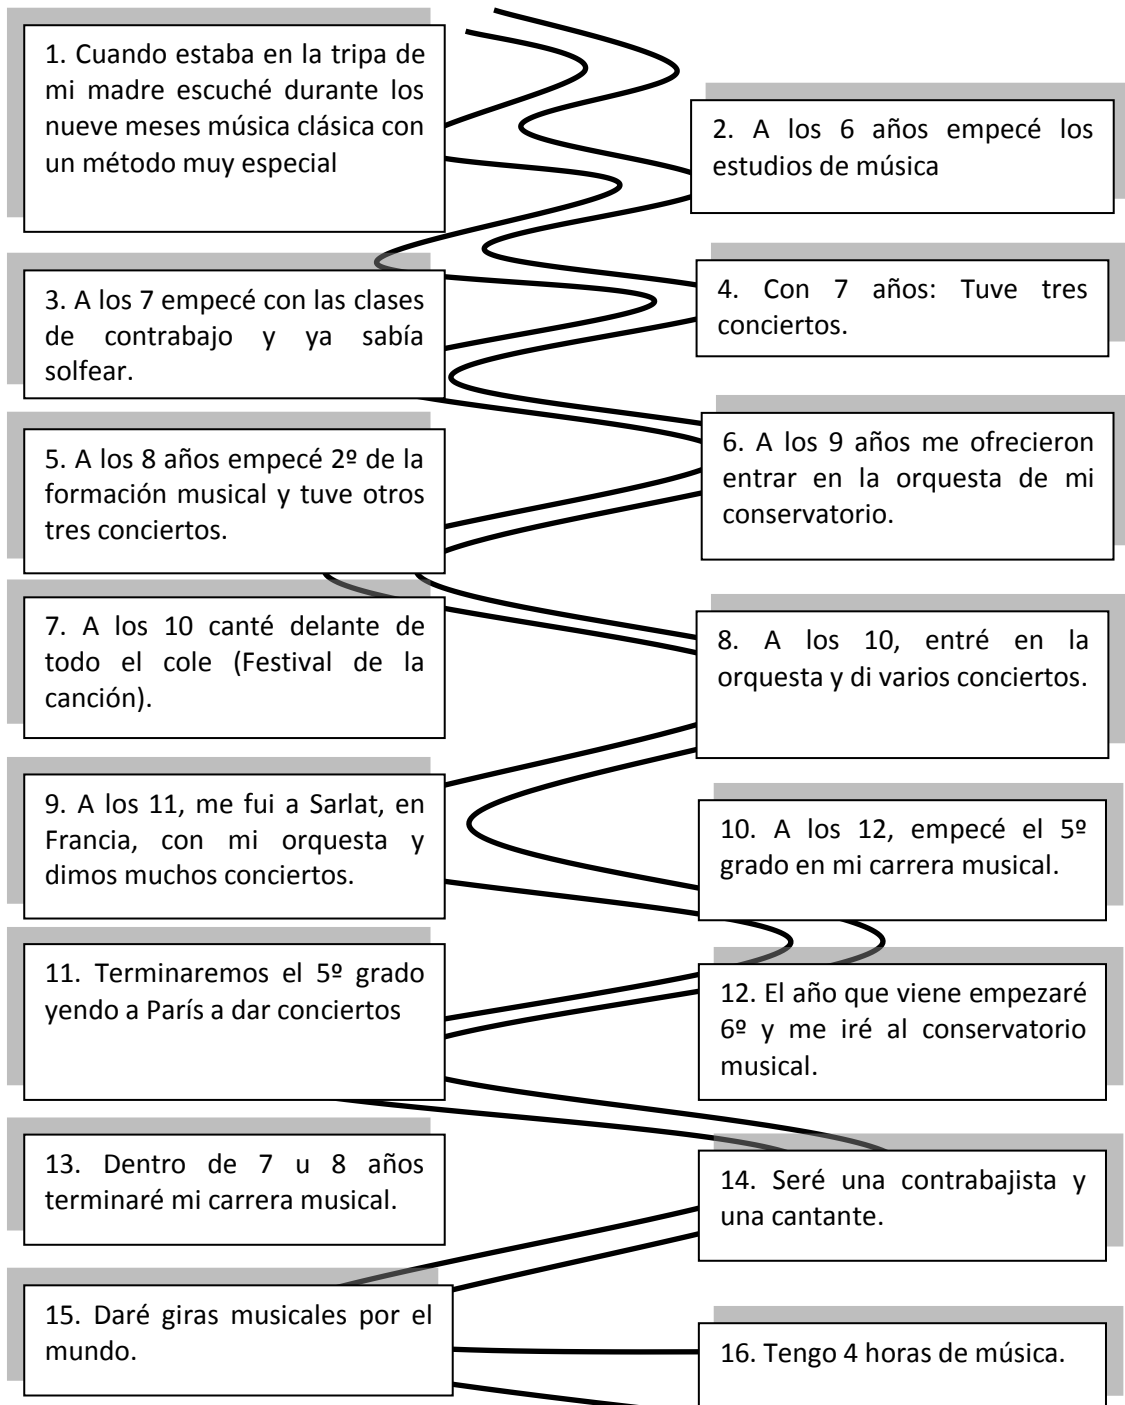 1. Cuando estaba en la tripa de
mi madre escuché durante los
nueve meses música clásica con
un método muy especial
2. A los 6 años empecé los
estudios de música
3. A los 7 empecé con las clases
de contrabajo y ya sabía
solfear.
4. Con 7 años: Tuve tres
conciertos.
5. A los 8 años empecé 2º de la
formación musical y tuve otros
tres conciertos.
6. A los 9 años me ofrecieron
entrar en la orquesta de mi
conservatorio.
7. A los 10 canté delante de
todo el cole (Festival de la
canción).
8. A los 10, entré en la
orquesta y di varios conciertos.
9. A los 11, me fui a Sarlat, en
Francia, con mi orquesta y
dimos muchos conciertos.
10. A los 12, empecé el 5º
grado en mi carrera musical.
11. Terminaremos el 5º grado
yendo a París a dar conciertos
12. El año que viene empezaré
6º y me iré al conservatorio
musical.
13. Dentro de 7 u 8 años
terminaré mi carrera musical.
14. Seré una contrabajista y
una cantante.
15. Daré giras musicales por el
mundo.
16. Tengo 4 horas de música.